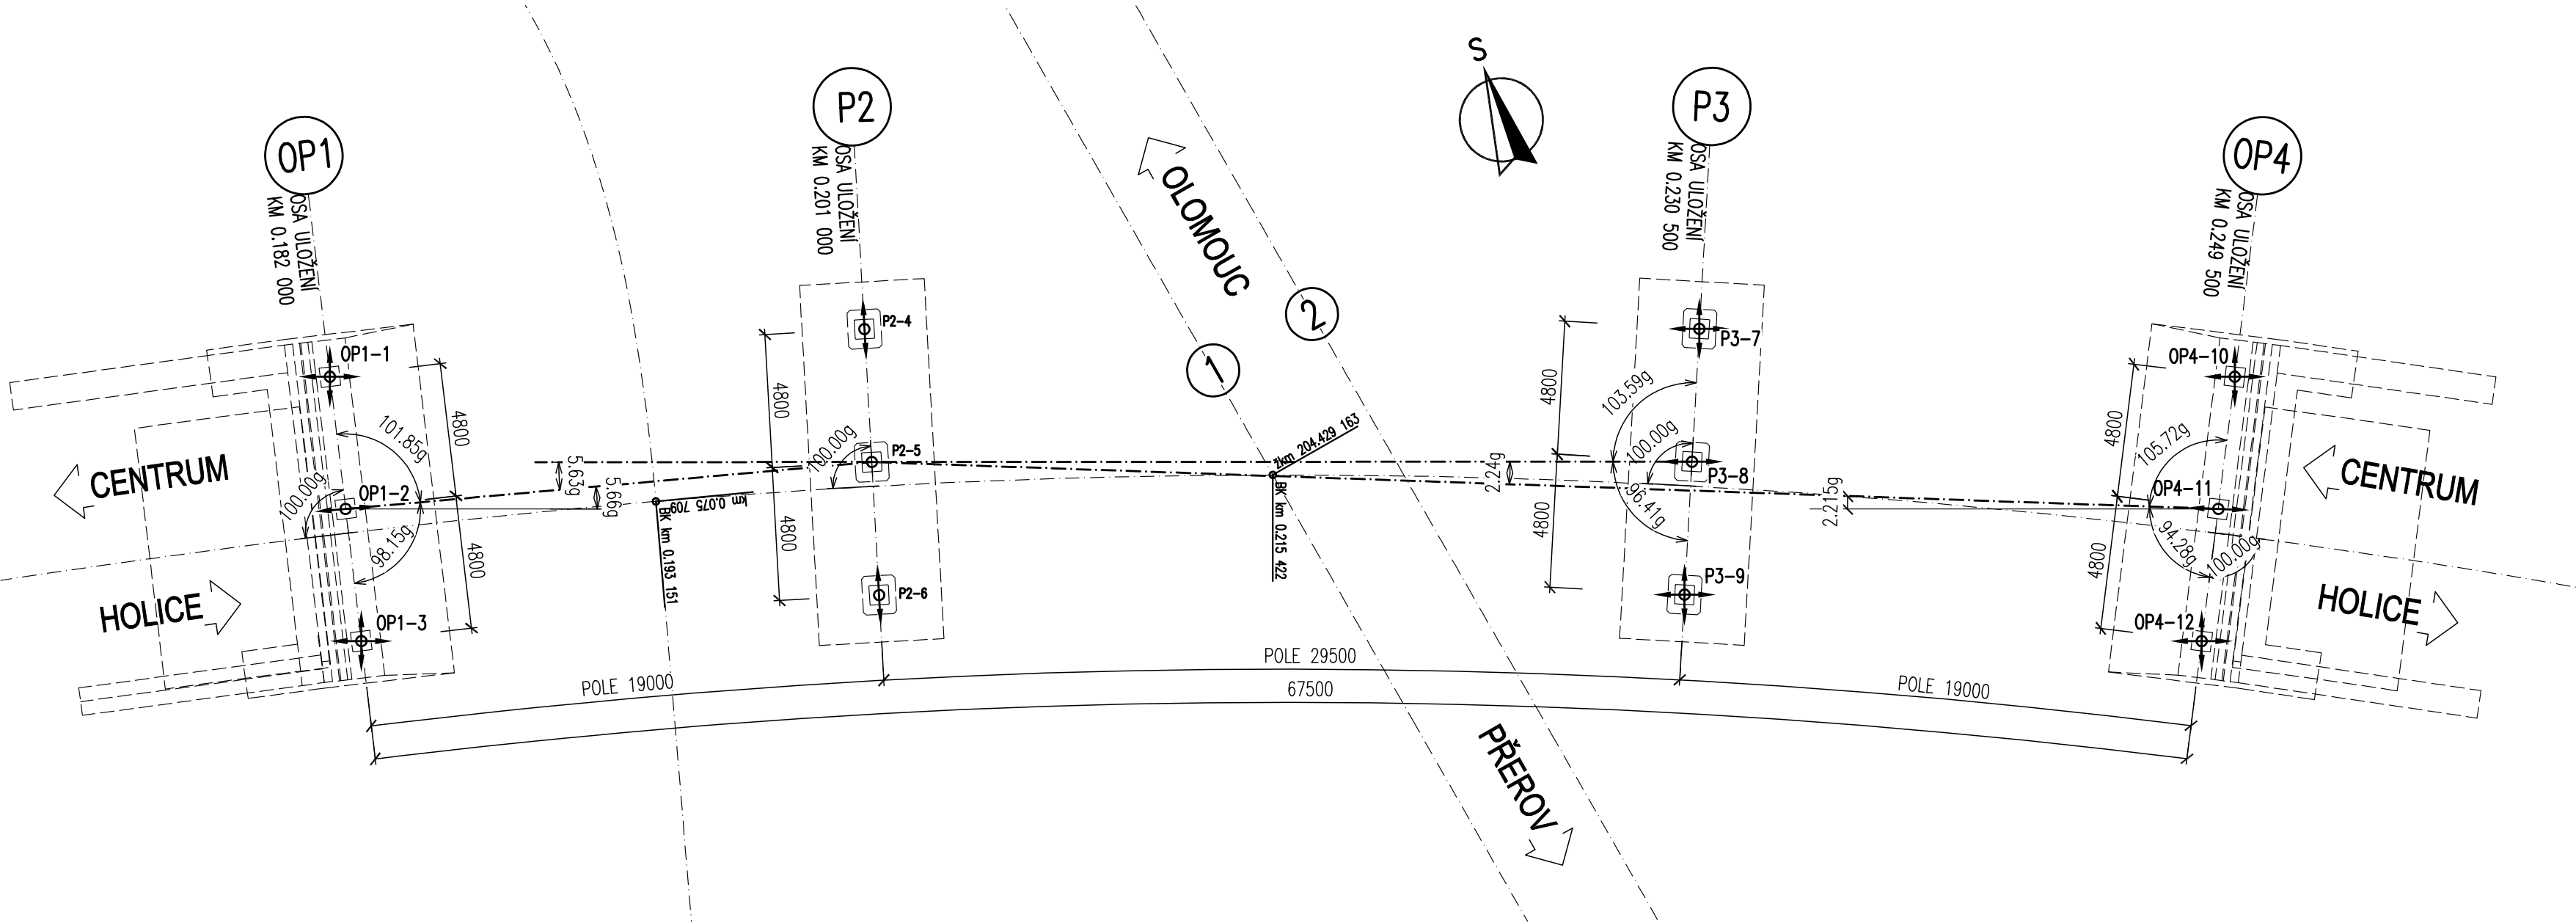 S
OP1
OSA ULOŽENÍ
KM 0.182 000
P2
OSA ULOŽENÍ
KM 0.201 000
P3
OSA ULOŽENÍ
KM 0.230 500
OP4
OSA ULOŽENÍ
KM 0.249 500
OLOMOUC
1
2
PŘEROV
CENTRUM
HOLICE
CENTRUM
HOLICE
OP1-1
OP1-2
OP1-3
101.85g
100.00g
98.15g
4800
4800
5.63g
5.66g
BK km 0.193 151
km 0.075 709
P2-4
P2-5
P2-6
4800
4800
100.00g
žkm 204.429 163
BK km 0.215 422
P3-7
P3-8
P3-9
4800
4800
103.59g
100.00g
96.41g
2.24g
2.215g
OP4-10
OP4-11
OP4-12
4800
4800
105.72g
94.28g
100.00g
POLE 19000
POLE 29500
POLE 19000
67500